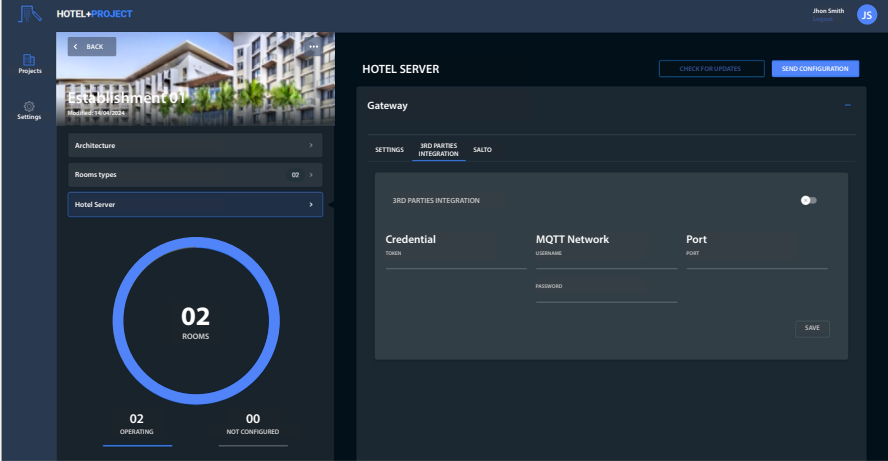 HOTEL+PROJECT
Jhon Smith
Logout
JS
Projects
Settings
BACK
Establishment 01
Modified: 14/04/2024
Architecture
Rooms types 02
Hotel Server
02
ROOMS
02
OPERATING
00
NOT CONFIGURED
HOTEL SERVER
CHECK FOR UPDATES
SEND CONFIGURATION
Gateway
SETTINGS
3RD PARTIES
INTEGRATION
SALTO
3RD PARTIES INTEGRATION
Credential
TOKEN
MQTT Network
USERNAME
PASSWORD
Port
PORT
SAVE